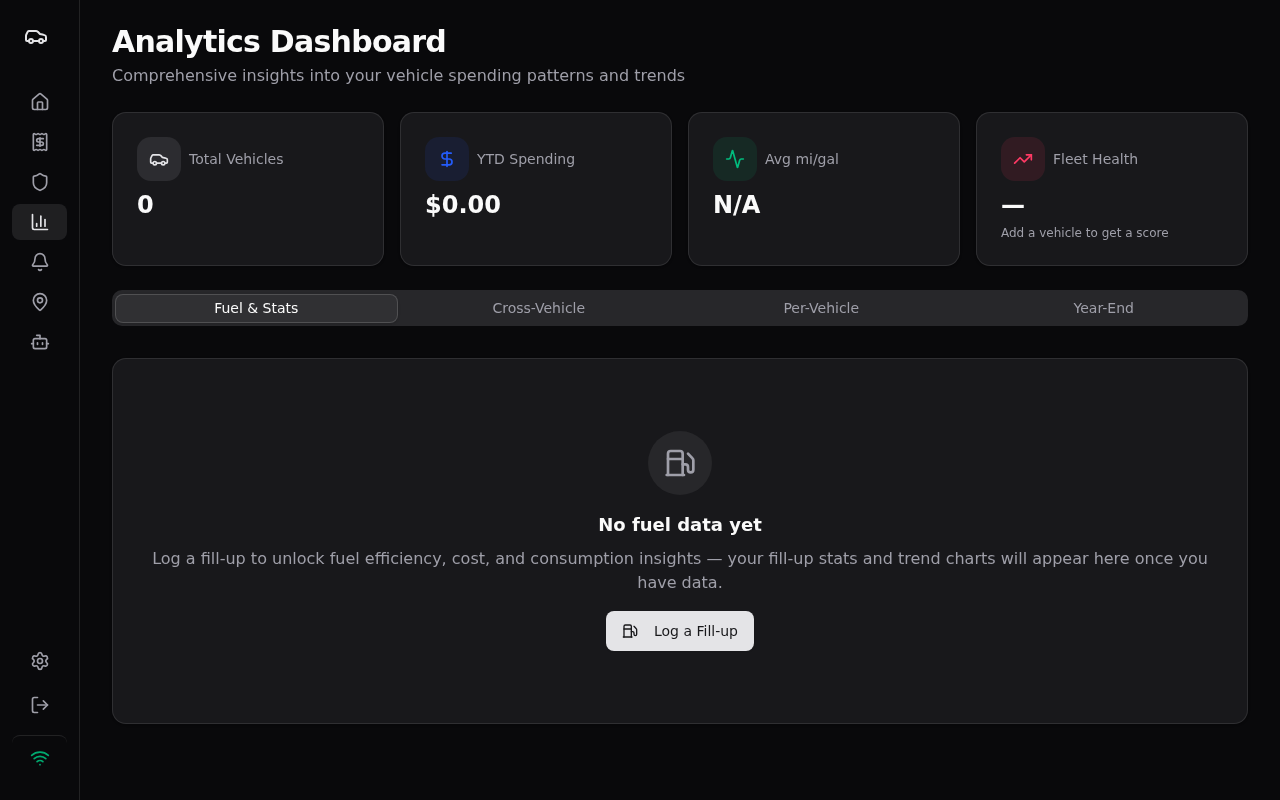 Analytics Dashboard
Comprehensive insights into your vehicle spending patterns and trends
Total Vehicles
0
YTD Spending
$0.00
Avg mi/gal
N/A
Fleet Health
—
Add a vehicle to get a score
Fuel & Stats
Cross-Vehicle
Per-Vehicle
Year-End
No fuel data yet
Log a fill-up to unlock fuel efficiency, cost, and consumption insights — your fill-up stats and trend charts will appear here once you
have data.
Log a Fill-up